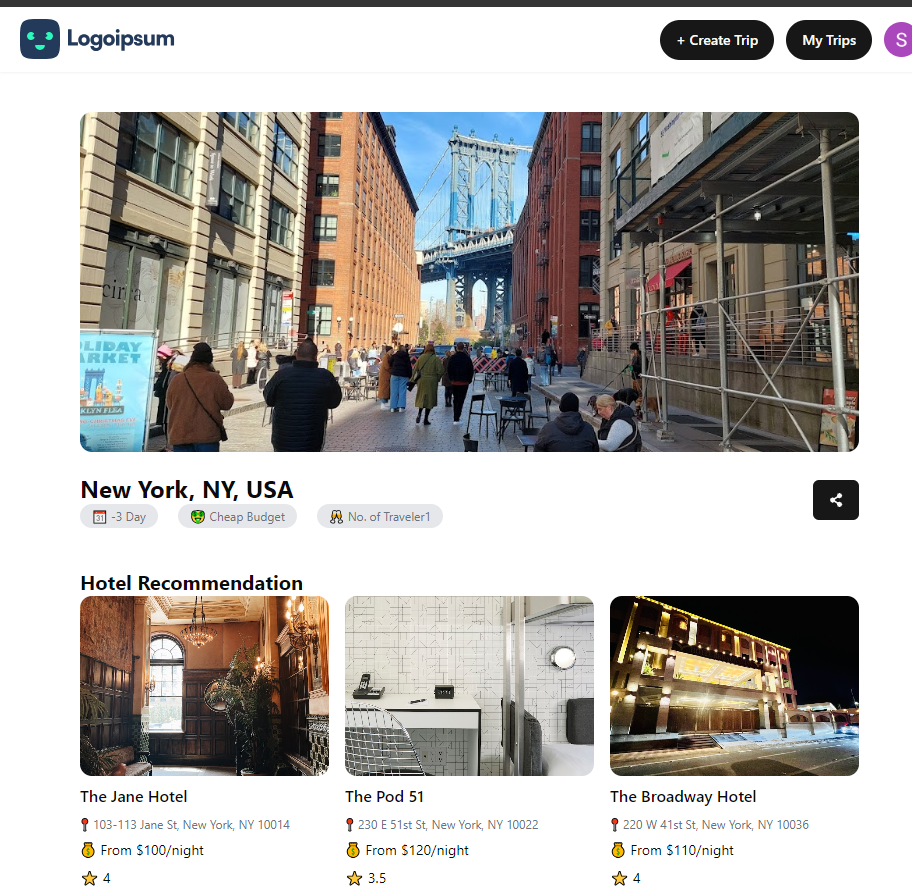 Logoipsum
+ Create Trip
My Trips
S
LIDAY
ARKET
KLYN FLEA
New York, NY, USA
31 -3 Day
Cheap Budget
No. of Traveler1
Hotel Recommendation
The Jane Hotel
103-113 Jane St, New York, NY 10014
From $100/night
4
The Pod 51
230 E 51st St, New York, NY 10022
From $120/night
3.5
The Broadway Hotel
220 W 41st St, New York, NY 10036
From $110/night
4